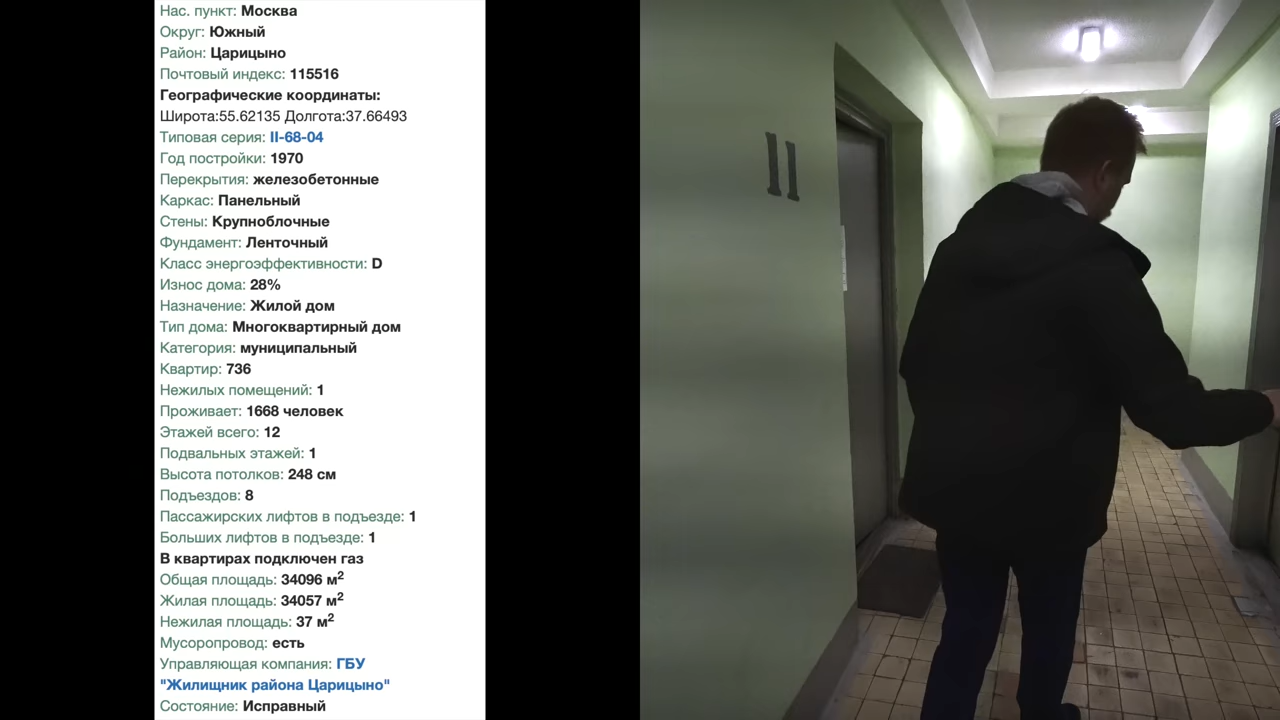 Нас. пункт: Москва
Округ: Южный
Район: Царицыно
Почтовый индекс: 115516
Географические координаты:
Широта:55.62135 Долгота:37.66493
Типовая серия: II-68-04
Год постройки: 1970
Перекрытия: железобетонные
Каркас: Панельный
Стены: Крупноблочные
Фундамент: Ленточный
Класс энергоэффективности: D
Износ дома: 28%
Назначение: Жилой дом
Тип дома: Многоквартирный дом
Категория: муниципальный
Квартир: 736
Нежилых помещений: 1
Проживает: 1668 человек
Этажей всего: 12
Подвальных этажей: 1
Высота потолков: 248 см
Подъездов: 8
Пассажирских лифтов в подъезде: 1
Больших лифтов в подъезде: 1
В квартирах подключен газ
Общая площадь: 34096 м²
Жилая площадь: 34057 м²
Нежилая площадь: 37 м²
Мусоропровод: есть
Управляющая компания: ГБУ
"Жилищник района Царицыно"
Состояние: Исправный
11